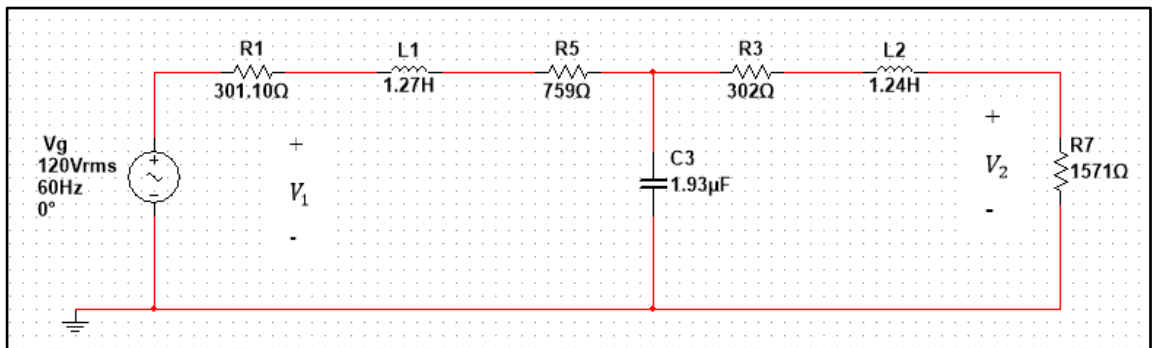 R1
301.10Ω
L1
1.27H
R5
759Ω
R3
302Ω
L2
1.24H
Vg
120Vrms
60Hz
0°
+
V₁
-
C3
1.93µF
+
V₂
-
R7
1571Ω